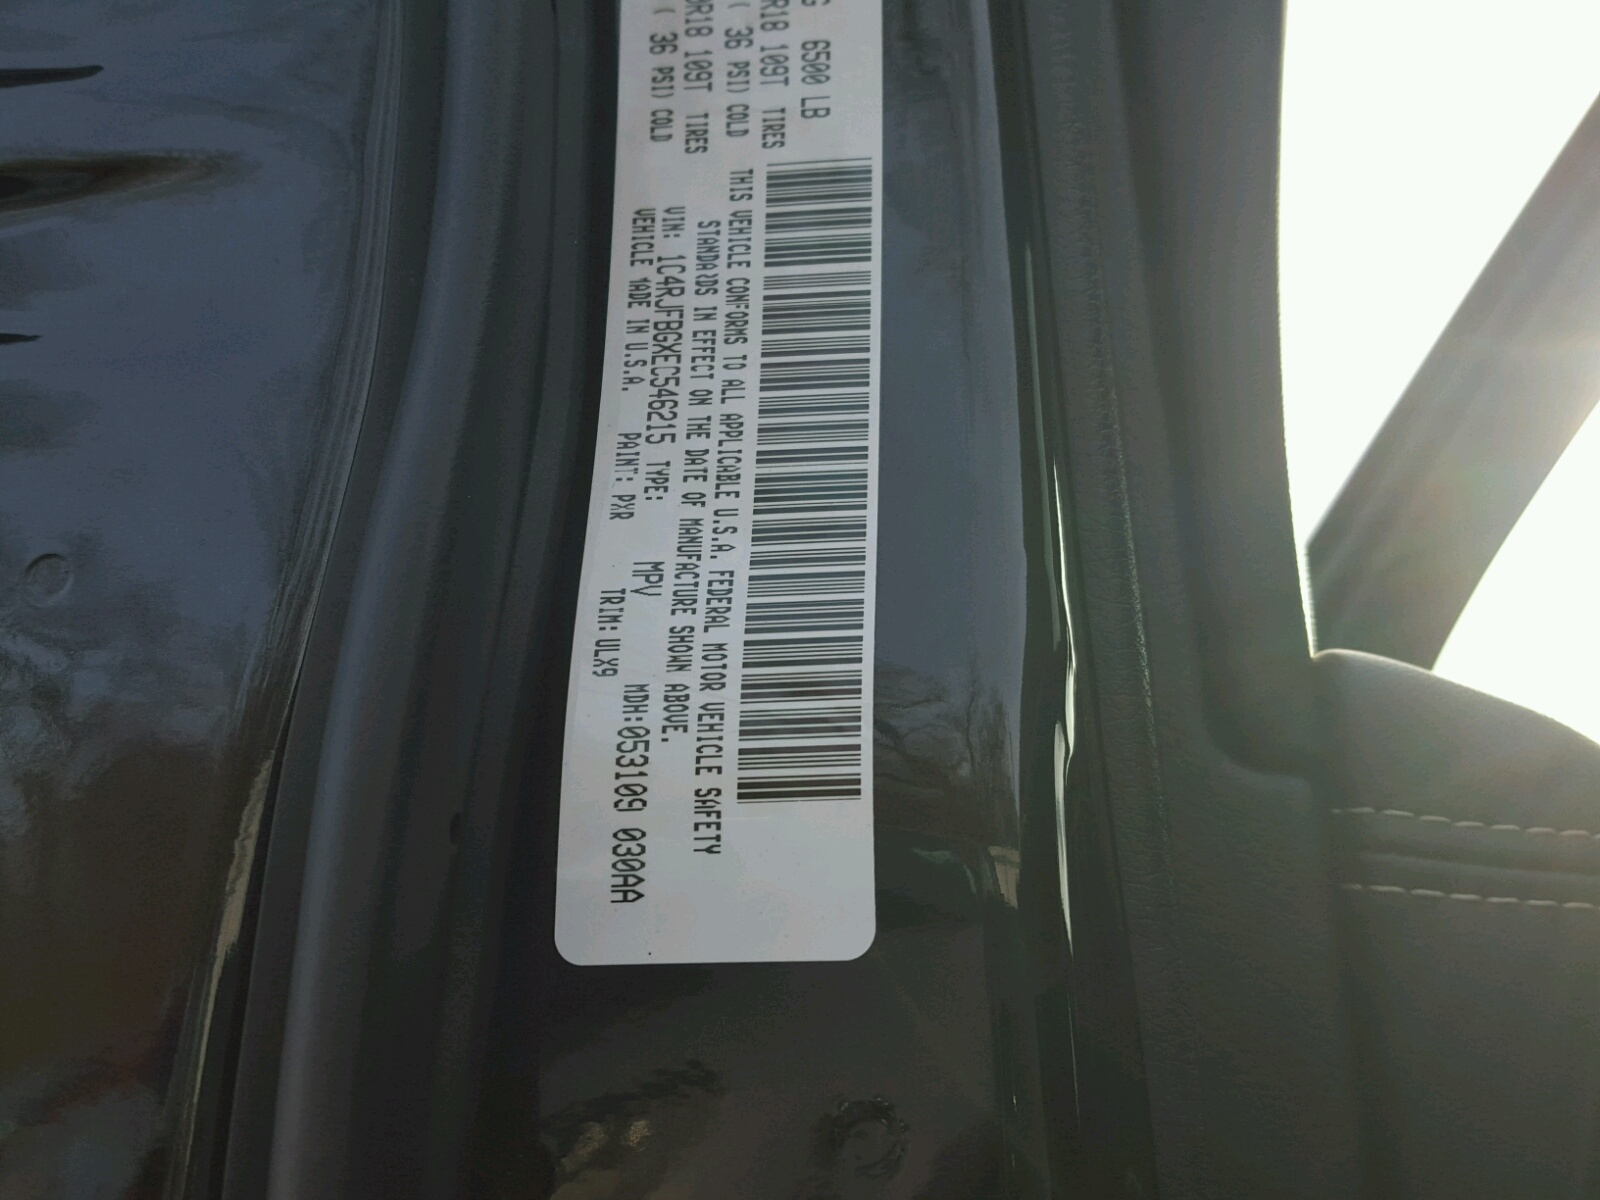 G 6500 LB
R18 109T TIRES
( 36 PSI) COLD
0R18 109T TIRES
( 36 PSI) COLD
THIS VEHICLE CONFORMS TO ALL APPLICABLE U.S.A. FEDERAL MOTOR VEHICLE SAFETY
STANDARDS IN EFFECT ON THE DATE OF MANUFACTURE SHOWN ABOVE.
VIN: 1C4RJFBGXEC546215 TYPE: MPV MDH:053109 030AA
VEHICLE MADE IN U.S.A. PAINT: PXR TRIM: ULX9